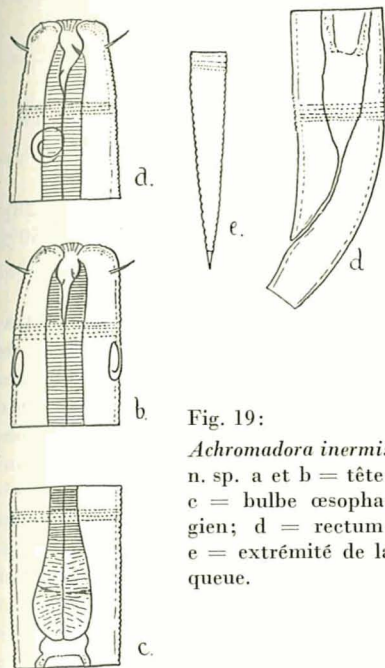 a.
e.
d
b.
c.
Fig. 19:
Achromadora inermis
n. sp. a et b = tête
c = bulbe œsopha
gien; d = rectum
e = extrémité de la
queue.